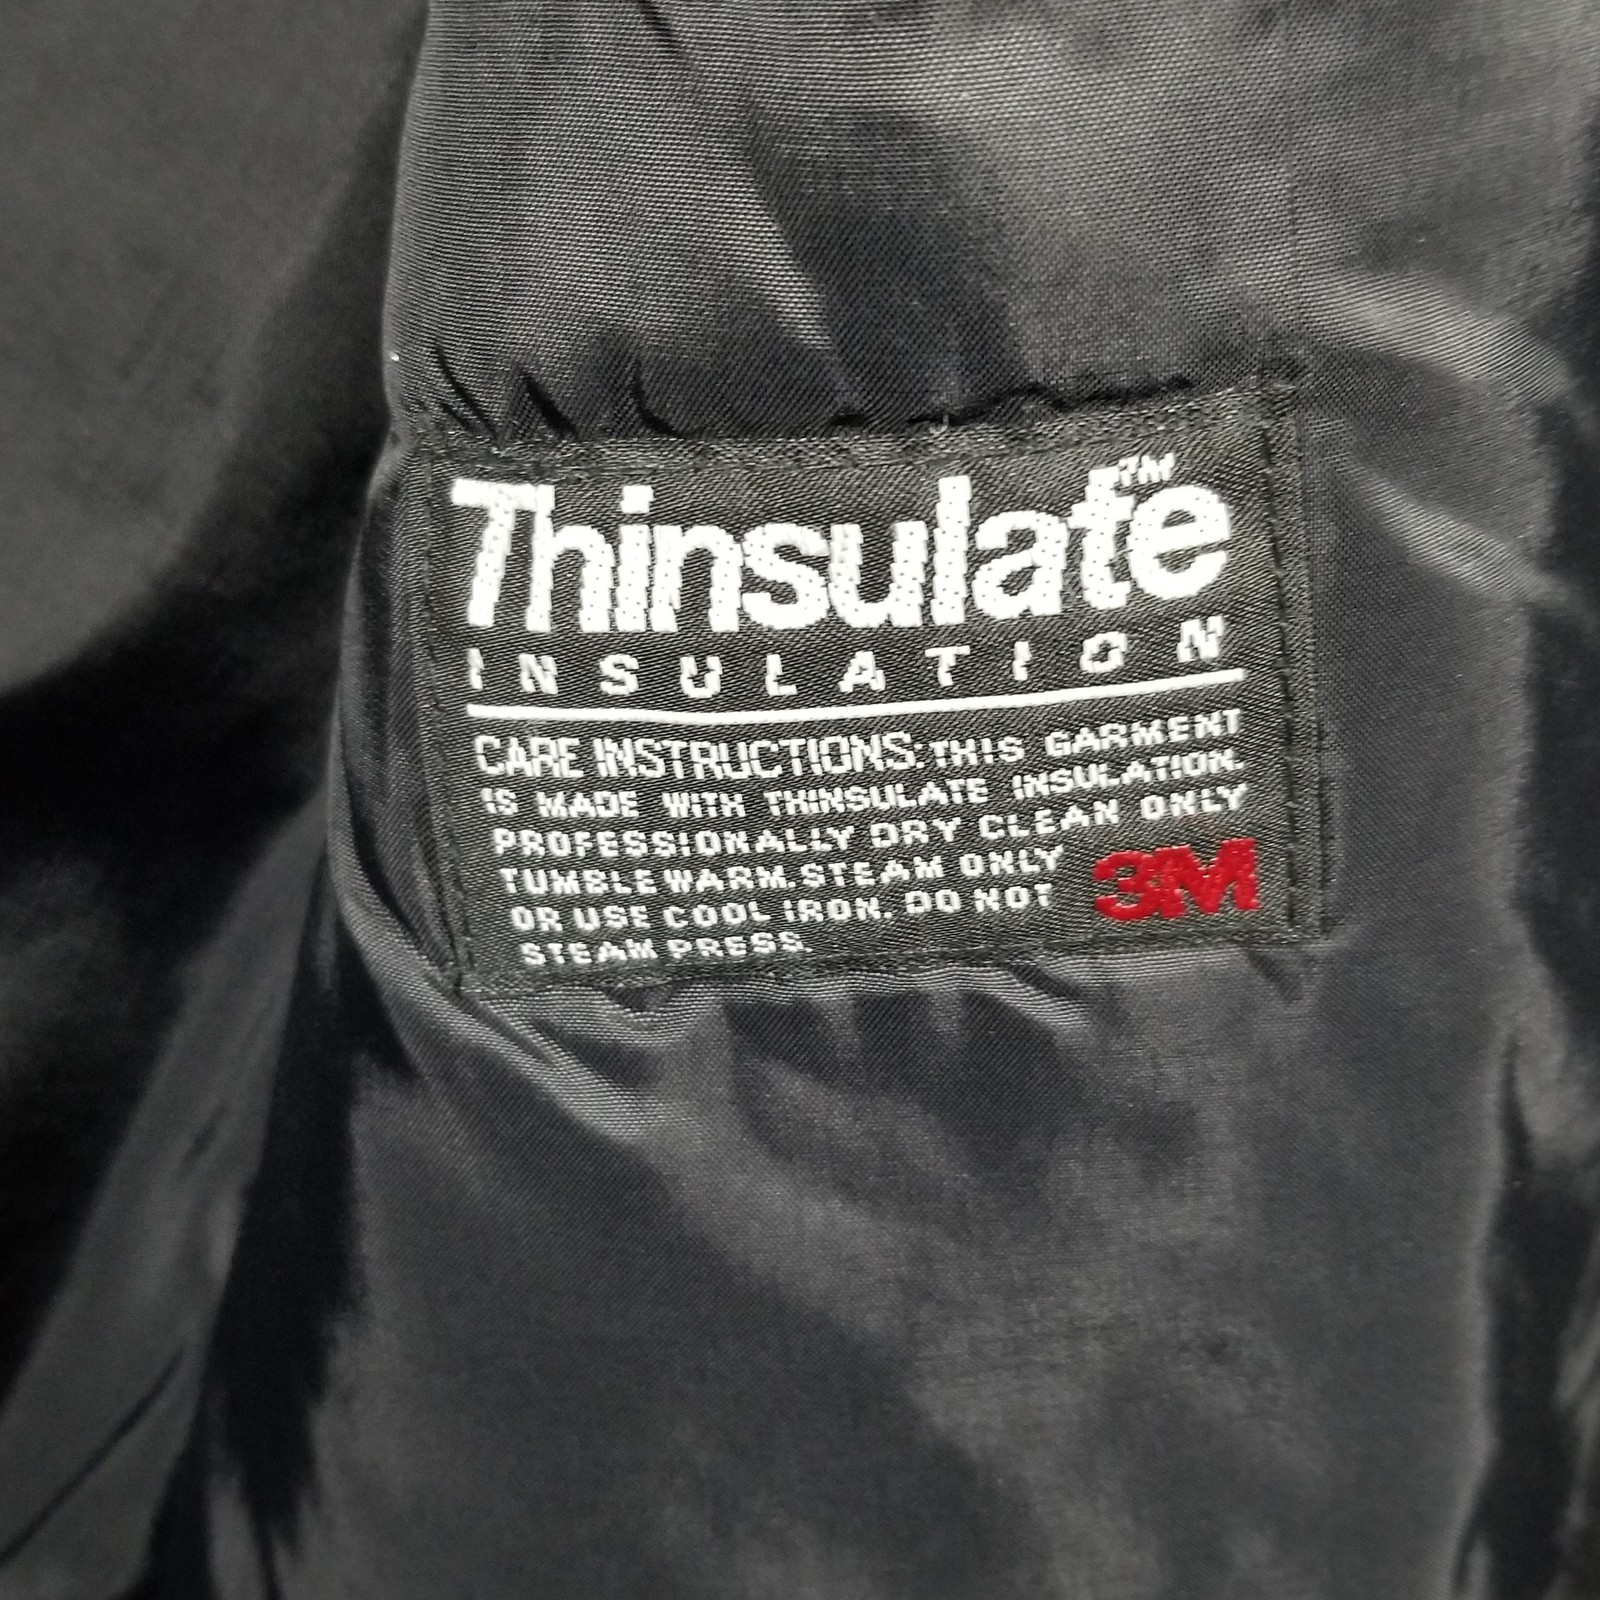 Thinsulate™
INSULATION
CARE INSTRUCTIONS: THIS GARMENT
IS MADE WITH THINSULATE INSULATION.
PROFESSIONALLY DRY CLEAN ONLY
TUMBLE WARM. STEAM ONLY
OR USE COOL IRON. DO NOT
STEAM PRESS.
3M